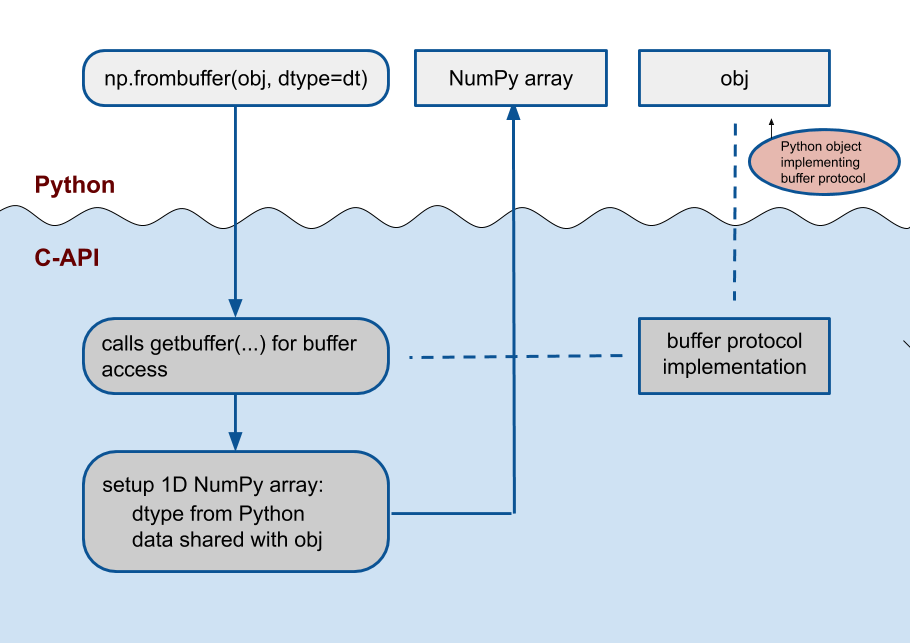 np.frombuffer(obj, dtype=dt)
NumPy array
obj
Python object
implementing
buffer protocol
Python
C-API
calls getbuffer(...) for buffer
access
buffer protocol
implementation
setup 1D NumPy array:
dtype from Python
data shared with obj